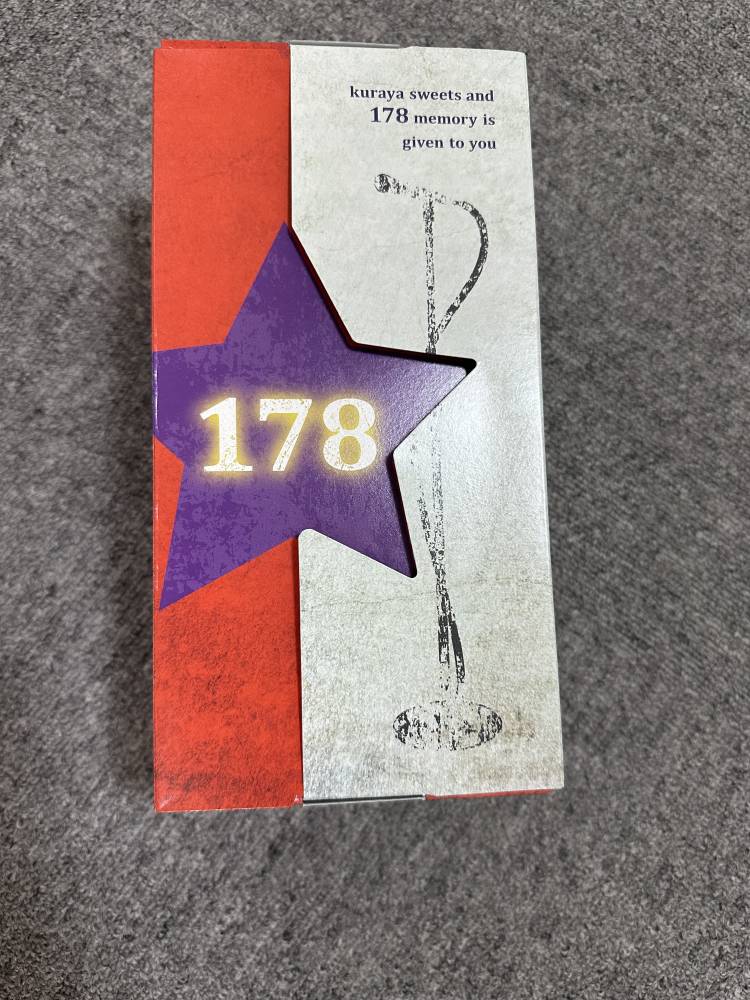 kuraya sweets and
178 memory is
given to you
178